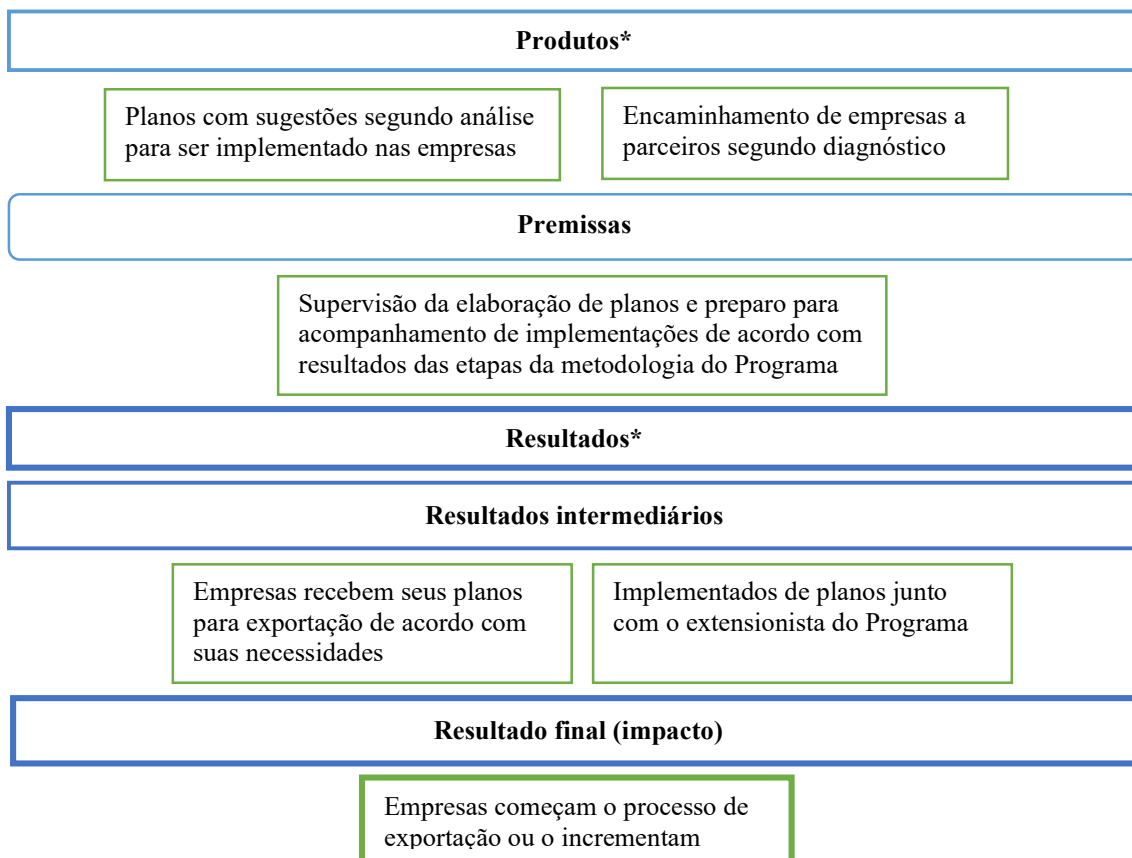 Produtos*
Planos com sugestões segundo análise
para ser implementado nas empresas
Encaminhamento de empresas a
parceiros segundo diagnóstico
Premissas
Supervisão da elaboração de planos e preparo para
acompanhamento de implementações de acordo com
resultados das etapas da metodologia do Programa
Resultados*
Resultados intermediários
Empresas recebem seus planos
para exportação de acordo com
suas necessidades
Implementados de planos junto
com o extensionista do Programa
Resultado final (impacto)
Empresas começam o processo de
exportação ou o incrementam